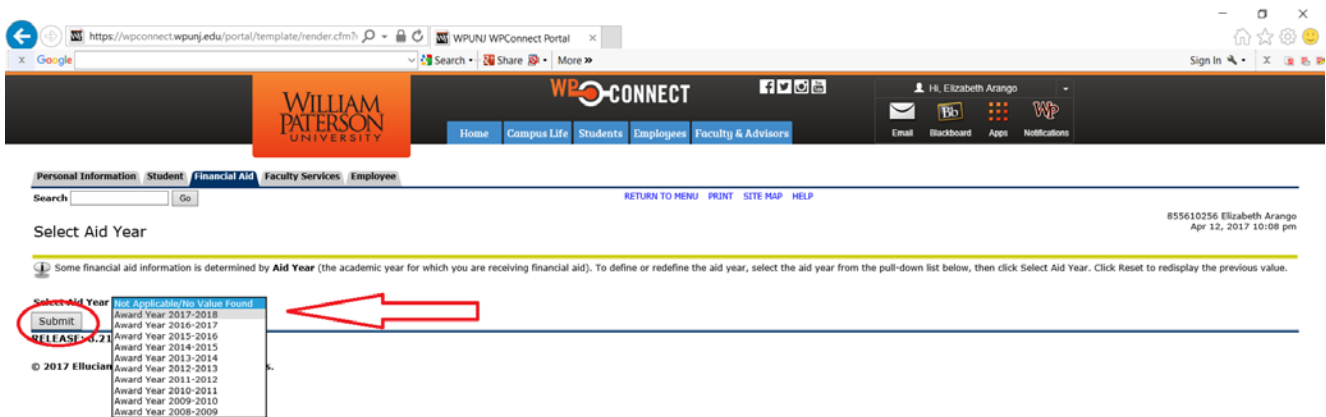 https://wpconnect.wpunj.edu/portal/template/render.cfm?
WPUNJ WPConnect Portal
x Google Search Share More »
Sign In X
WILLIAM
PATERSON
UNIVERSITY
WP CONNECT
Hi, Elizabeth Arango
Home Campus Life Students Employees Faculty & Advisors
Email Blackboard Apps Notifications
Personal Information Student Financial Aid Faculty Services Employee
Search Go
RETURN TO MENU PRINT SITE MAP HELP
855610256 Elizabeth Arango
Apr 12, 2017 10:08 pm
Select Aid Year
Some financial aid information is determined by Aid Year (the academic year for which you are receiving financial aid). To define or redefine the aid year, select the aid year from the pull-down list below, then click Select Aid Year. Click Reset to redisplay the previous value.
Select Aid Year Not Applicable/No Value Found
Submit
Award Year 2017-2018
Award Year 2016-2017
Award Year 2015-2016
Award Year 2014-2015
Award Year 2013-2014
Award Year 2012-2013
Award Year 2011-2012
Award Year 2010-2011
Award Year 2009-2010
Award Year 2008-2009
RELEASE: 8.21
© 2017 Ellucian s.